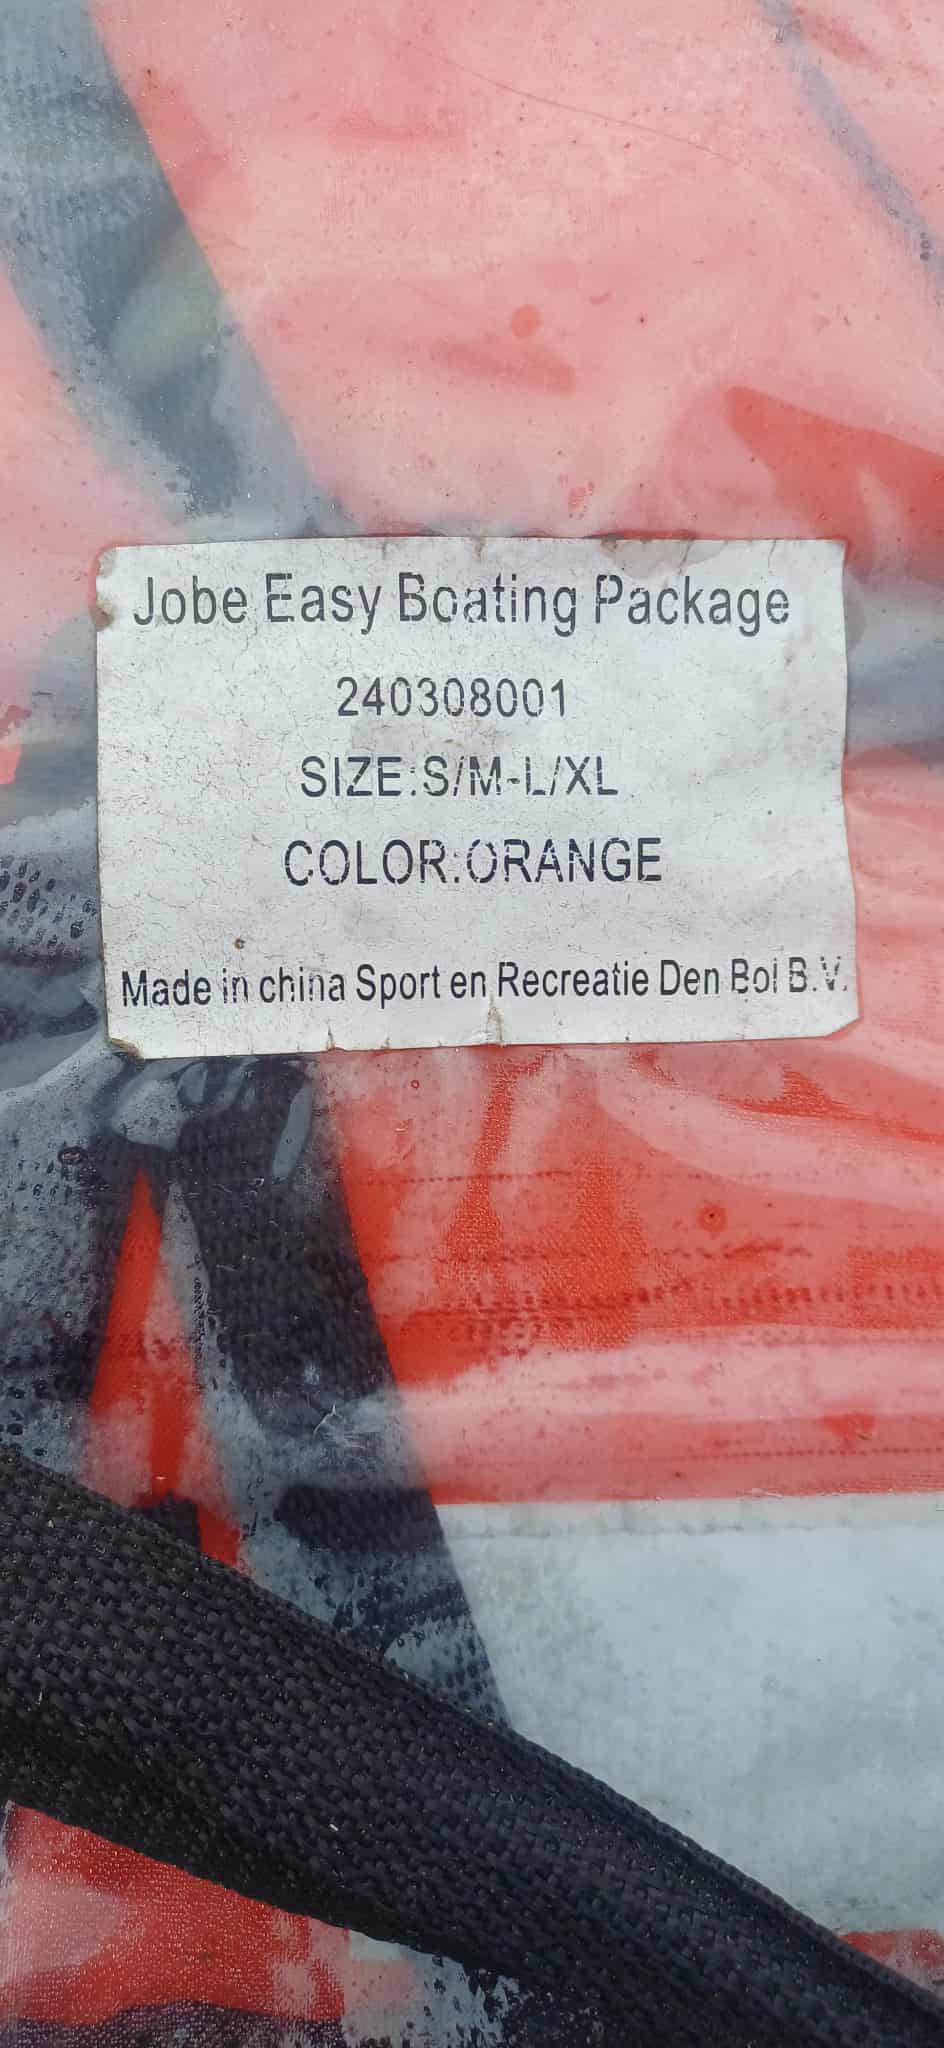 Jobe Easy Boating Package
240308001
SIZE:S/M-L/XL
COLOR:ORANGE
Made in china Sport en Recreatie Den Bol B.V.